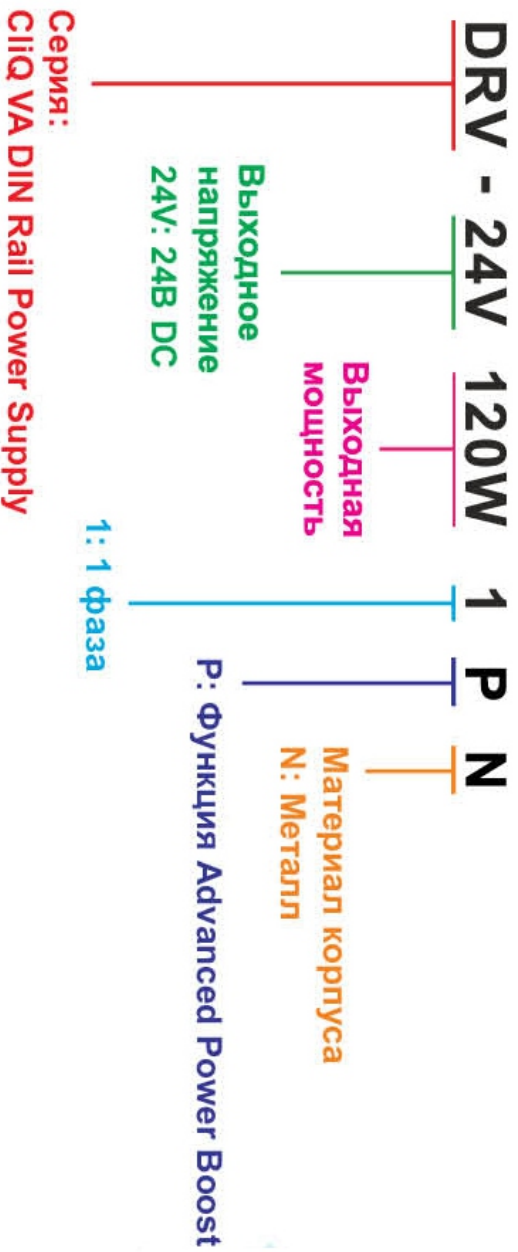 DRV - 24V 120W 1 P N
Материал корпуса
N: Металл
P: Функция Advanced Power Boost
Выходная
мощность
1: 1 фаза
Выходное
напряжение
24V: 24В DC
Серия:
CliQ VA DIN Rail Power Supply